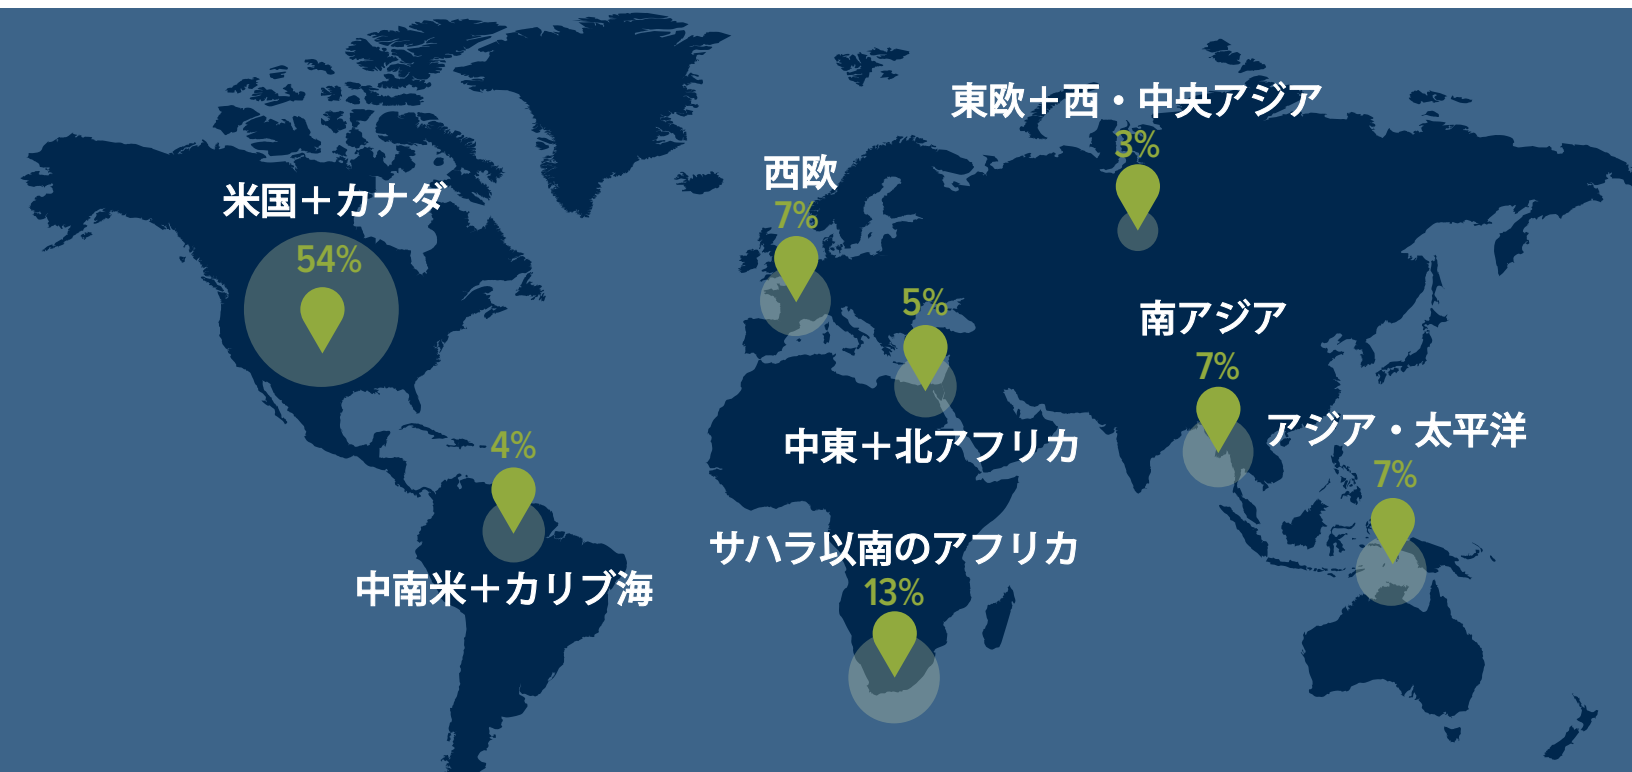 東欧＋西・中央アジア
3%
西欧
7%
米国＋カナダ
54%
5%
南アジア
7%
アジア・太平洋
7%
中東＋北アフリカ
4%
中南米＋カリブ海
サハラ以南のアフリカ
13%